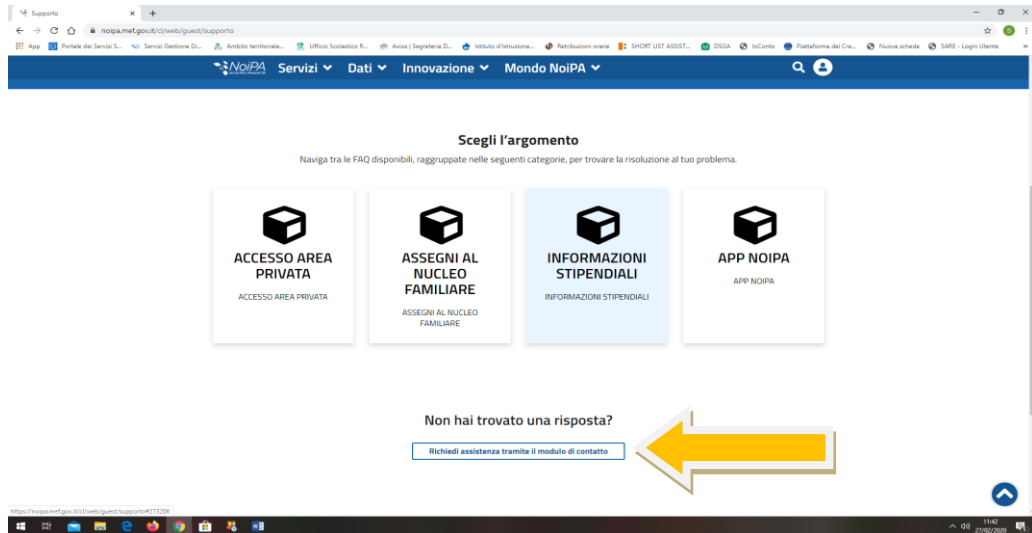 Supporto
noipa.mef.gov.it/cl/web/guest/supporto
App Portale dei Servizi S... Servizi Gestione Di... Ambito territoriale... Ufficio Scolastico R... Axios | Segreteria D... Istituto d'Istruzione... Retribuzioni orarie SHORT LIST ASSIST... DSGA IoConto Piattaforma dei Cre... Nuova scheda SARE - Login Utente
NoiPA Servizi Dati Innovazione Mondo NoiPA
Scegli l'argomento
Naviga tra le FAQ disponibili, raggruppate nelle seguenti categorie, per trovare la risoluzione al tuo problema.
ACCESSO AREA
PRIVATA
ACCESSO AREA PRIVATA
ASSEGNI AL
NUCLEO
FAMILIARE
ASSEGNI AL NUCLEO
FAMILIARE
INFORMAZIONI
STIPENDIALI
INFORMAZIONI STIPENDIALI
APP NOIPA
APP NOIPA
Non hai trovato una risposta?
Richiedi assistenza tramite il modulo di contatto
https://noipa.mef.gov.it/cl/web/guest/supporto#273206
11:42
27/02/2020